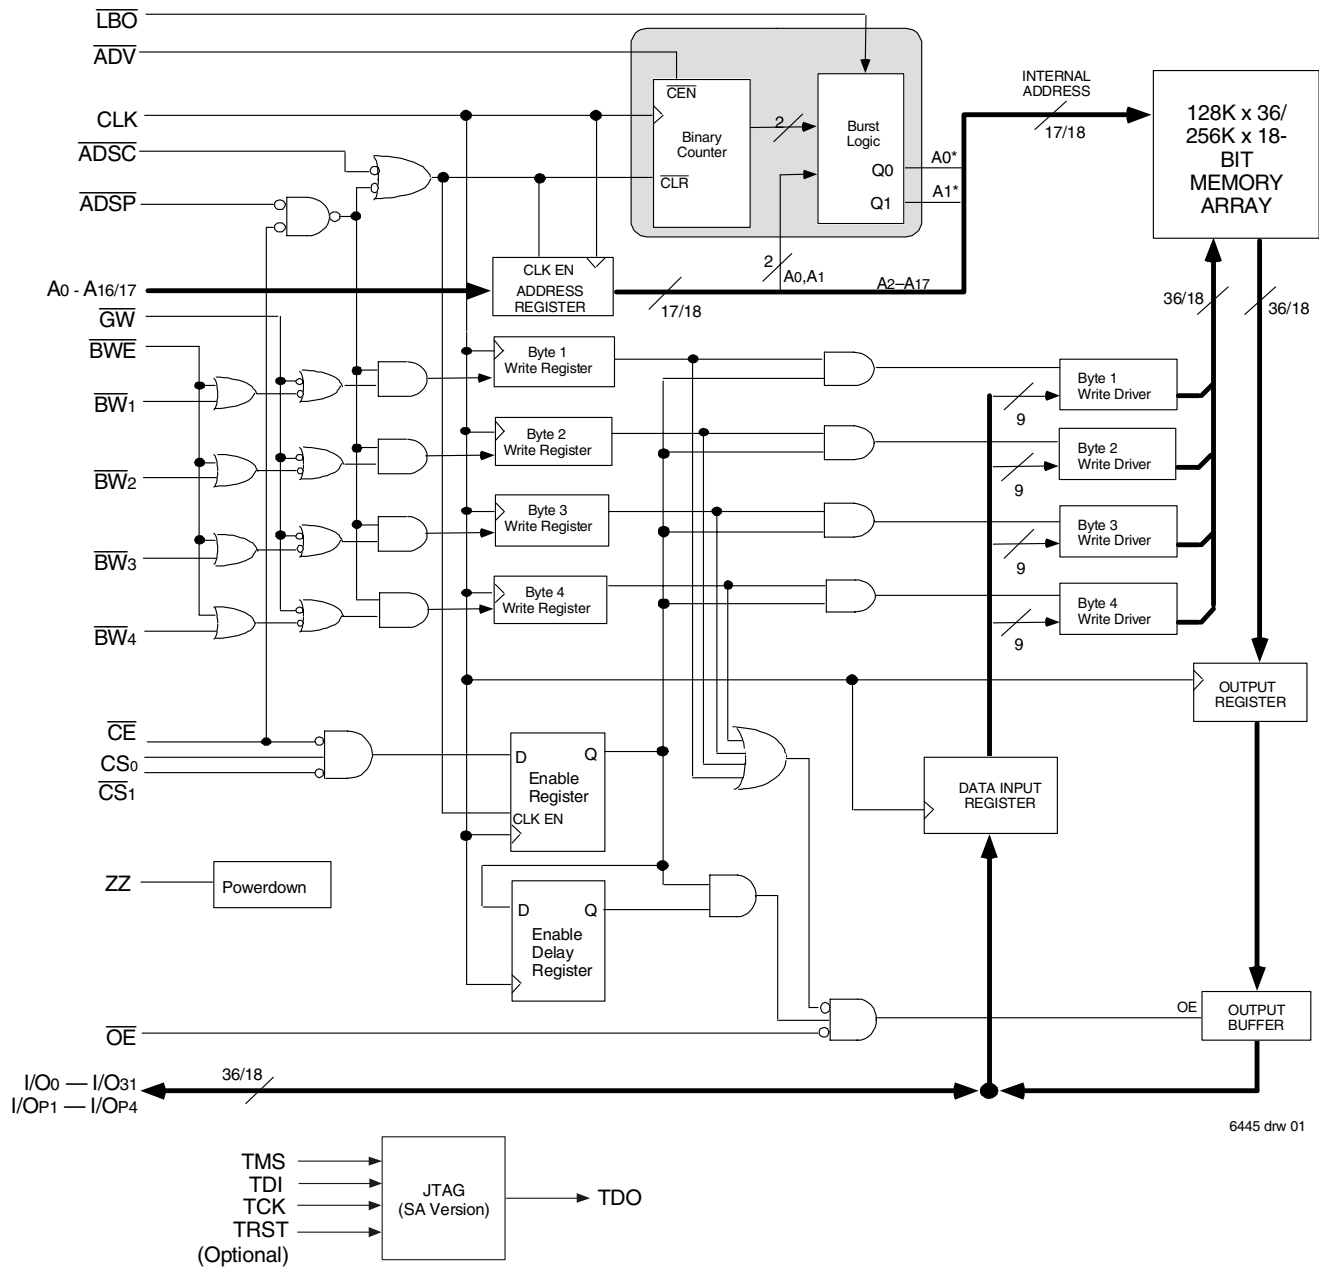 LBO
ADV
CLK
ADSC
ADSP
A0 - A16/17
GW
BWE
BW1
BW2
BW3
BW4
CE
CS0
CS1
ZZ
Powerdown
OE
I/O0 — I/O31
I/OP1 — I/OP4
36/18
CEN
Binary
Counter
CLR
2
Burst
Logic
Q0
Q1
A0*
A1*
INTERNAL
ADDRESS
17/18
128K x 36/
256K x 18-
BIT
MEMORY
ARRAY
CLK EN
ADDRESS
REGISTER
17/18
2
A0,A1
A2–A17
36/18
36/18
Byte 1
Write Register
Byte 2
Write Register
Byte 3
Write Register
Byte 4
Write Register
9
Byte 1
Write Driver
9
Byte 2
Write Driver
9
Byte 3
Write Driver
9
Byte 4
Write Driver
OUTPUT
REGISTER
D
Q
Enable
Register
CLK EN
DATA INPUT
REGISTER
D
Q
Enable
Delay
Register
OE
OUTPUT
BUFFER
6445 drw 01
TMS
TDI
TCK
TRST
(Optional)
JTAG
(SA Version)
TDO